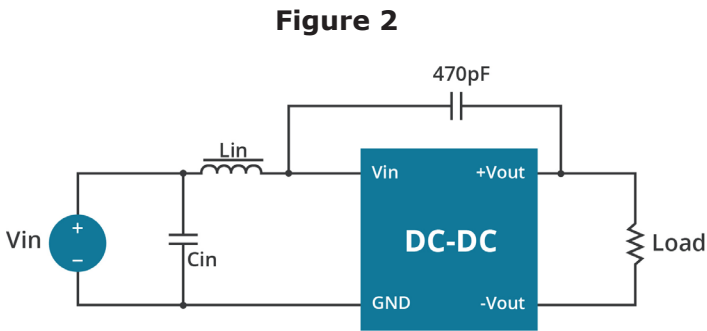 Figure 2
470pF
Lin
Vin
+Vout
Vin
+
−
DC-DC
Load
Cin
GND
-Vout